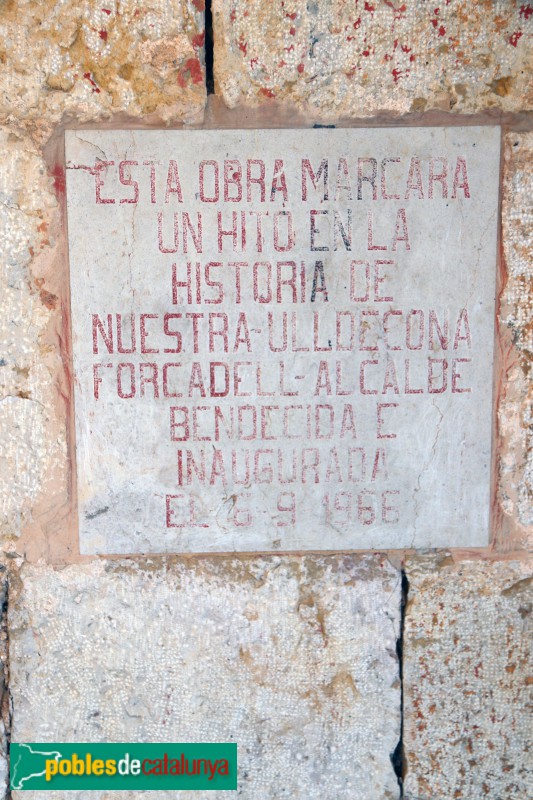 ESTA OBRA MARCARA
UN HITO EN LA
HISTORIA DE
NUESTRA-ULLDECONA
FORCADELL-ALCALDE
BENDECIDA E
INAUGURADA
EL 6 9 1966
poblesdecatalunya